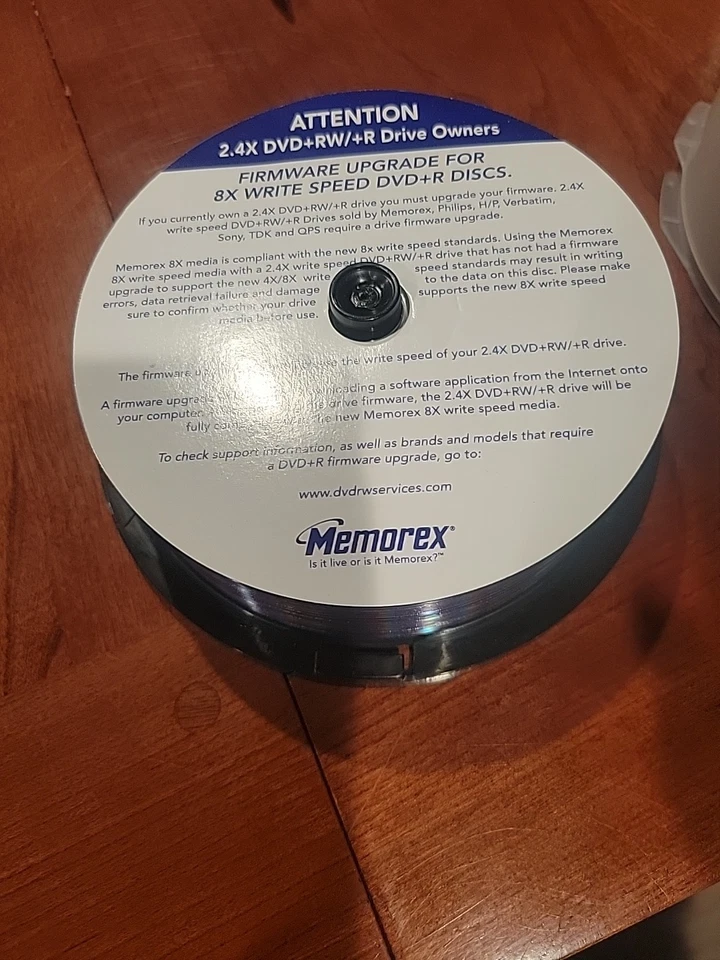 ATTENTION
2.4X DVD+RW/+R Drive Owners
FIRMWARE UPGRADE FOR
8X WRITE SPEED DVD+R DISCS.
If you currently own a 2.4X DVD+RW/+R drive you must upgrade your firmware. 2.4X
write speed DVD+RW/+R Drives sold by Memorex, Philips, H/P, Verbatim,
Sony, TDK and QPS require a drive firmware upgrade.
Memorex 8X media is compliant with the new 8x write speed standards. Using the Memorex
8X write speed media with a 2.4X write speed DVD+RW/+R drive that has not had a firmware
upgrade to support the new 4X/8X write speed standards may result in writing
errors, data retrieval failure and damage to the data on this disc. Please make
sure to confirm whether your drive supports the new 8X write speed
media before use.
The firmware the write speed of your 2.4X DVD+RW/+R drive.
A firmware upgrade a software application from the Internet onto
your computer. drive firmware, the 2.4X DVD+RW/+R drive will be
fully new Memorex 8X write speed media.
To check support information, as well as brands and models that require
a DVD+R firmware upgrade, go to:
www.dvdrwservices.com
Memorex®
Is it live or is it Memorex?™